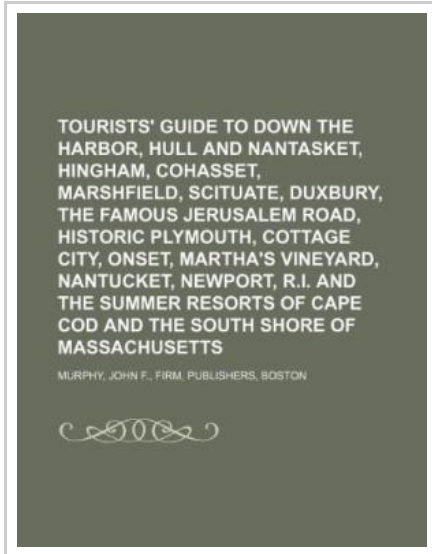 TOURISTS' GUIDE TO DOWN THE
HARBOR, HULL AND NANTASKET,
HINGHAM, COHASSET,
MARSHFIELD, SCITUATE, DUXBURY,
THE FAMOUS JERUSALEM ROAD,
HISTORIC PLYMOUTH, COTTAGE
CITY, ONSET, MARTHA'S VINEYARD,
NANTUCKET, NEWPORT, R.I. AND
THE SUMMER RESORTS OF CAPE
COD AND THE SOUTH SHORE OF
MASSACHUSETTS
MURPHY, JOHN F., FIRM, PUBLISHERS, BOSTON